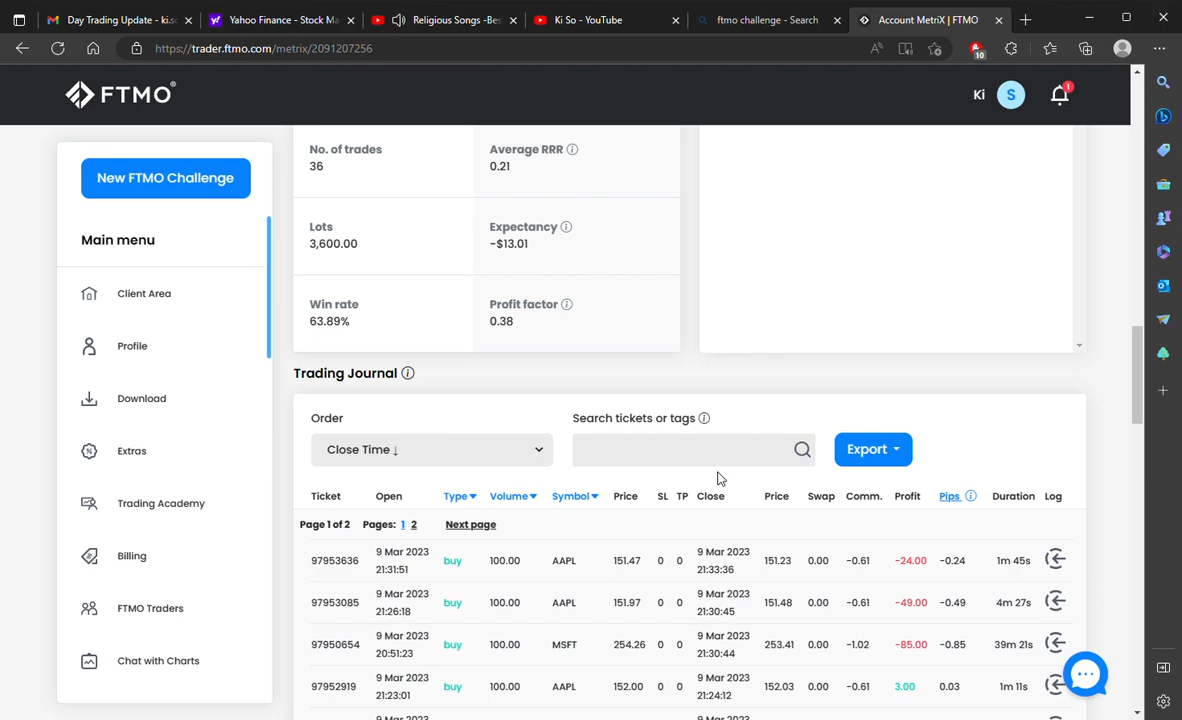 Day Trading Update - ki.s
Yahoo Finance - Stock Ma
Religious Songs -Bes
Ki So - YouTube
ftmo challenge - Search
Account MetriX | FTMO
https://trader.ftmo.com/metrix/2091207256
10
FTMO
Ki
S
1
New FTMO Challenge
Main menu
Client Area
Profile
Download
Extras
Trading Academy
Billing
FTMO Traders
Chat with Charts
No. of trades
36
Average RRR
0.21
Lots
3,600.00
Expectancy
-$13.01
Win rate
63.89%
Profit factor
0.38
Trading Journal
Order
Close Time ↓
Search tickets or tags
Export
Ticket Open Type Volume Symbol Price SL TP Close Price Swap Comm. Profit Pips Duration Log
Page 1 of 2 Pages: 1 2 Next page
97953636 9 Mar 2023 21:31:51 buy 100.00 AAPL 151.47 0 0 9 Mar 2023 21:33:36 151.23 0.00 -0.61 -24.00 -0.24 1m 45s
97953085 9 Mar 2023 21:26:18 buy 100.00 AAPL 151.97 0 0 9 Mar 2023 21:30:45 151.48 0.00 -0.61 -49.00 -0.49 4m 27s
97950654 9 Mar 2023 20:51:23 buy 100.00 MSFT 254.26 0 0 9 Mar 2023 21:30:44 253.41 0.00 -1.02 -85.00 -0.85 39m 21s
97952919 9 Mar 2023 21:23:01 buy 100.00 AAPL 152.00 0 0 9 Mar 2023 21:24:12 152.03 0.00 -0.61 3.00 0.03 1m 11s
9 Mar 2023 9 Mar 2023